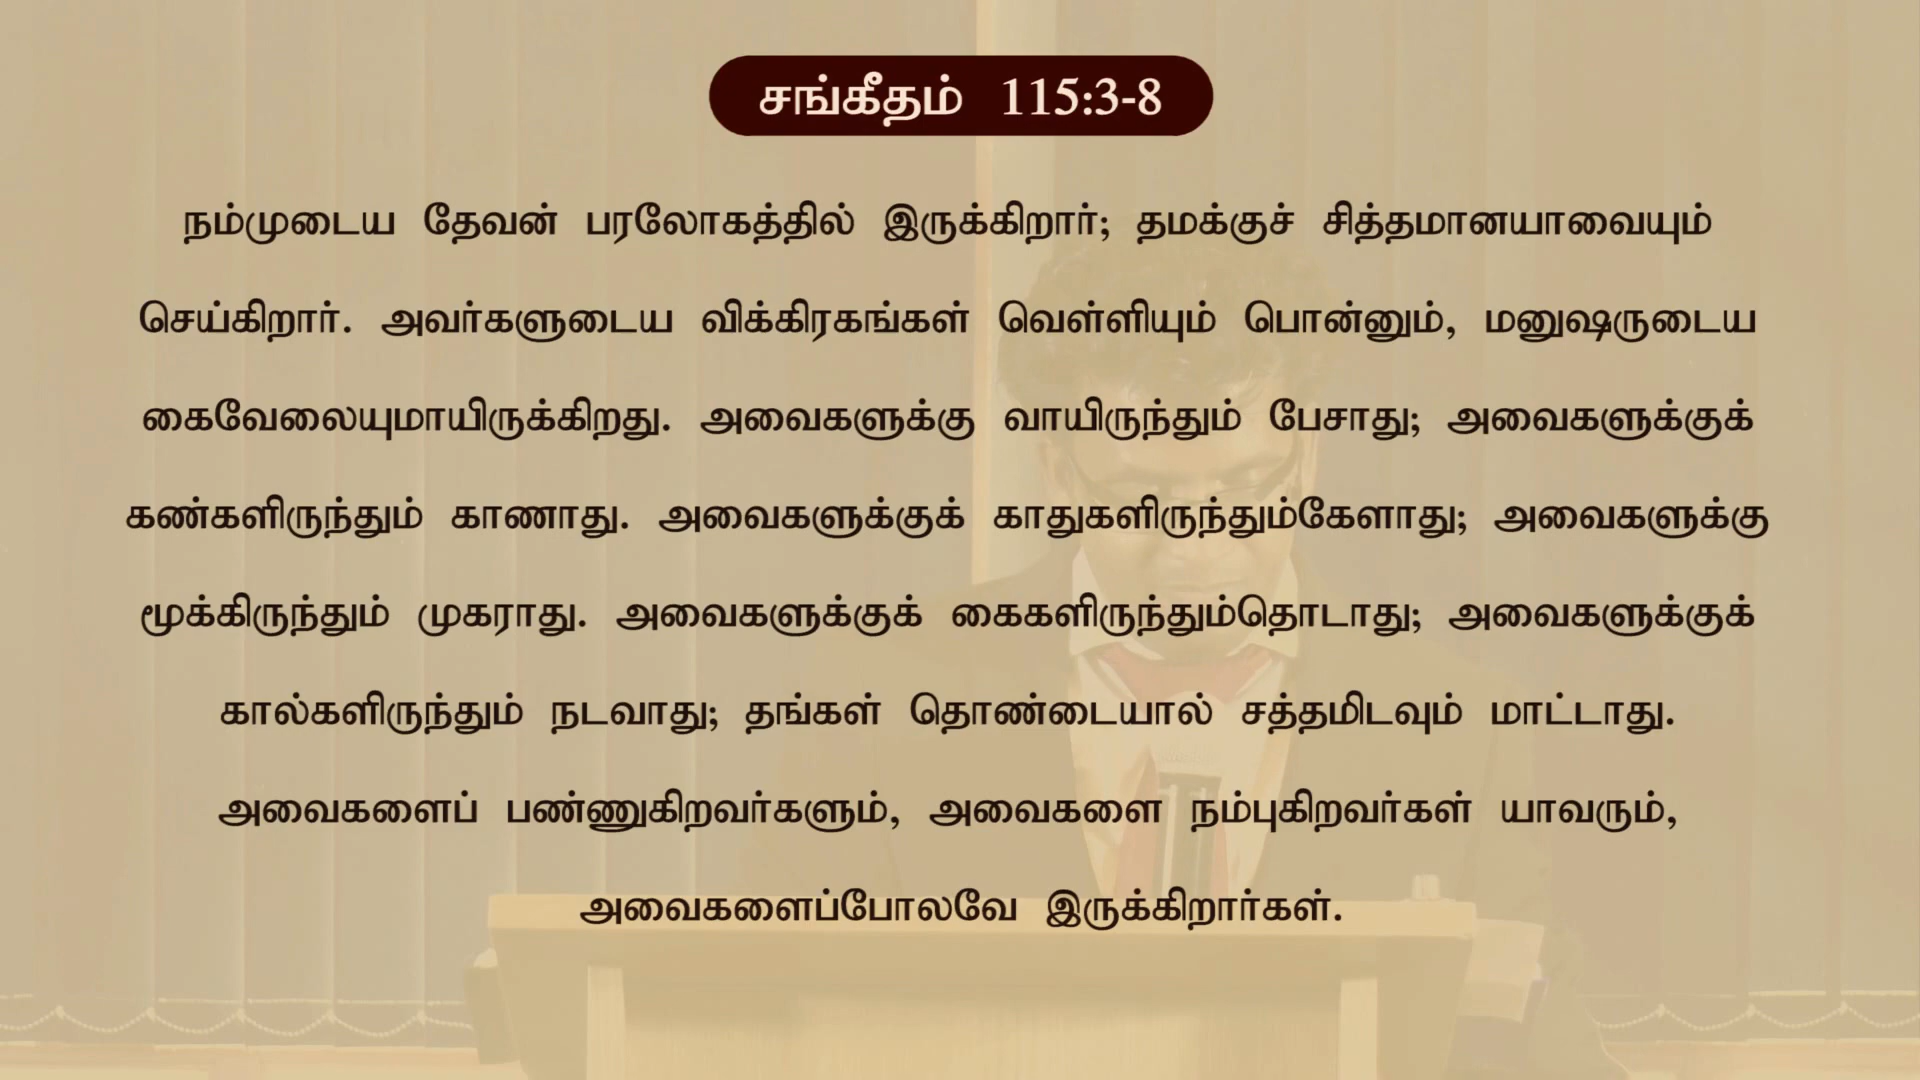 சங்கீதம் 115:3-8
நம்முடைய தேவன் பரலோகத்தில் இருக்கிறார்; தமக்குச் சித்தமானயாவையும்
செய்கிறார். அவர்களுடைய விக்கிரகங்கள் வெள்ளியும் பொன்னும், மனுஷருடைய
கைவேலையுமாயிருக்கிறது. அவைகளுக்கு வாயிருந்தும் பேசாது; அவைகளுக்குக்
கண்களிருந்தும் காணாது. அவைகளுக்குக் காதுகளிருந்தும்கேளாது; அவைகளுக்கு
மூக்கிருந்தும் முகராது. அவைகளுக்குக் கைகளிருந்தும்தொடாது; அவைகளுக்குக்
கால்களிருந்தும் நடவாது; தங்கள் தொண்டையால் சத்தமிடவும் மாட்டாது.
அவைகளைப் பண்ணுகிறவர்களும், அவைகளை நம்புகிறவர்கள் யாவரும்,
அவைகளைப்போலவே இருக்கிறார்கள்.